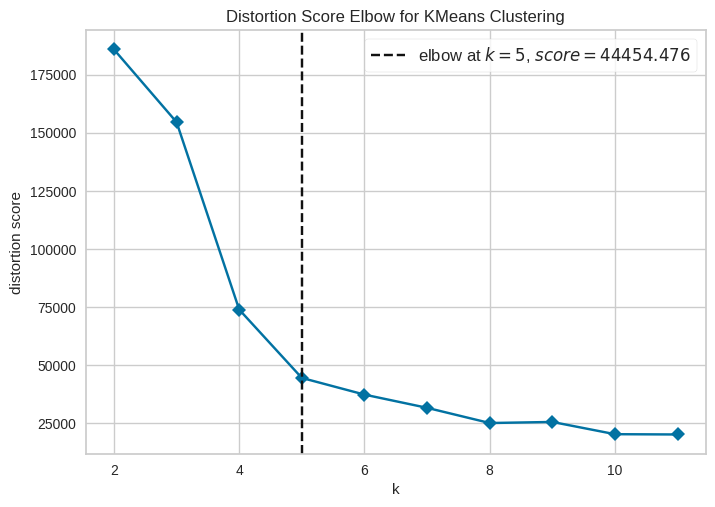 Distortion Score Elbow for KMeans Clustering
elbow at k = 5, score = 44454.476
175000
150000
125000
100000
75000
50000
25000
distortion score
2 4 6 8 10
k